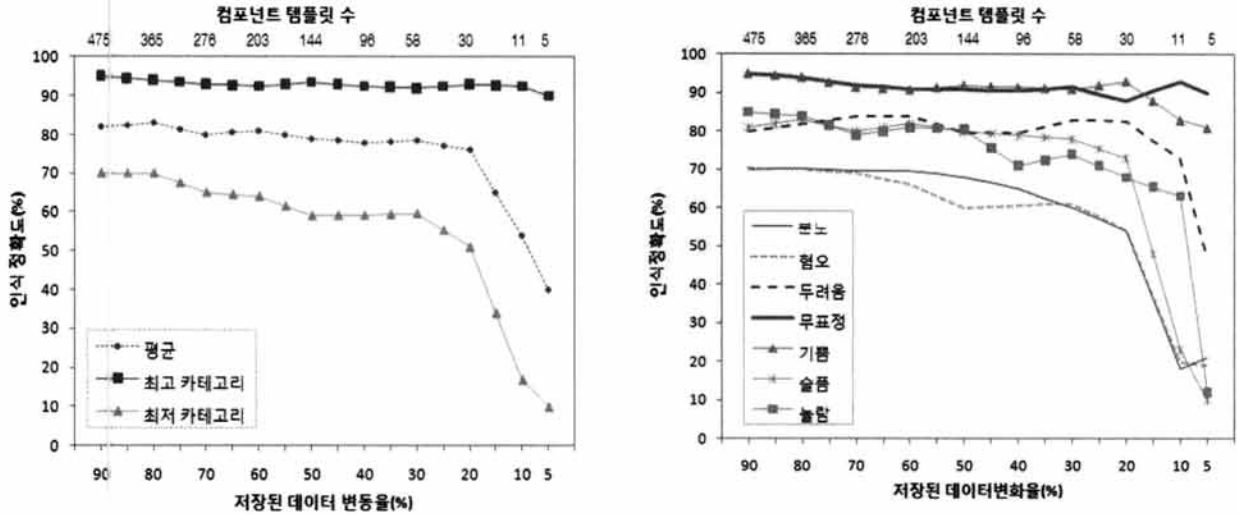 컴포넌트 템플릿 수
475 365 276 203 144 96 56 30 11 5
100
90
80
70
60
50
40
30
20
10
0
인식 정확도(%)
평균
최고 카테고리
최저 카테고리
90 80 70 60 50 40 30 20 10 5
저장된 데이터 변동율(%)
컴포넌트 템플릿 수
475 365 276 203 144 96 56 30 11 5
100
90
80
70
60
50
40
30
20
10
0
인식정확도(%)
분노
혐오
두려움
무표정
기쁨
슬픔
놀람
90 80 70 60 50 40 30 20 10 5
저장된 데이터변화율(%)